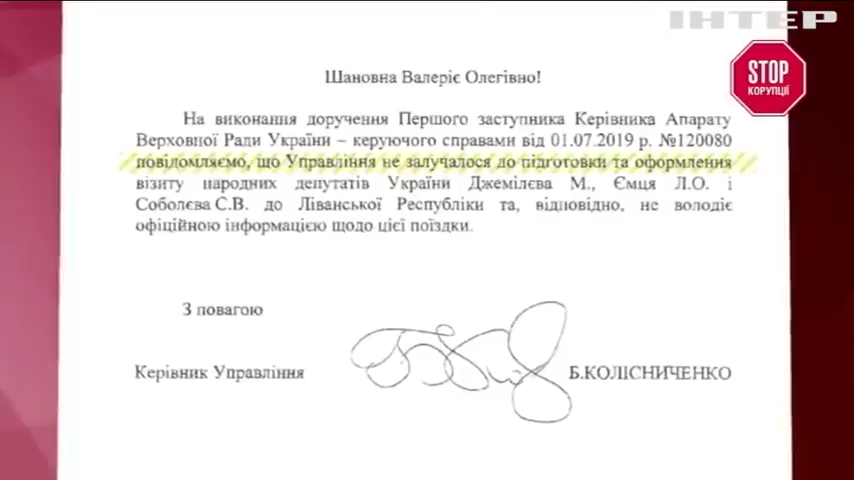 ІНТЕР
STOP
КОРУПЦІЇ
Шановна Валеріє Олегівно!
На виконання доручення Першого заступника Керівника Апарату
Верховної Ради України – керуючого справами від 01.07.2019 р. №120080
повідомляємо, що Управління не залучалося до підготовки та оформлення
візиту народних депутатів України Джемілєва М., Ємця Л.О. і
Соболєва С.В. до Ліванської Республіки та, відповідно, не володіє
офіційною інформацією щодо цієї поїздки.
З повагою
Керівник Управління Б.КОЛІСНИЧЕНКО